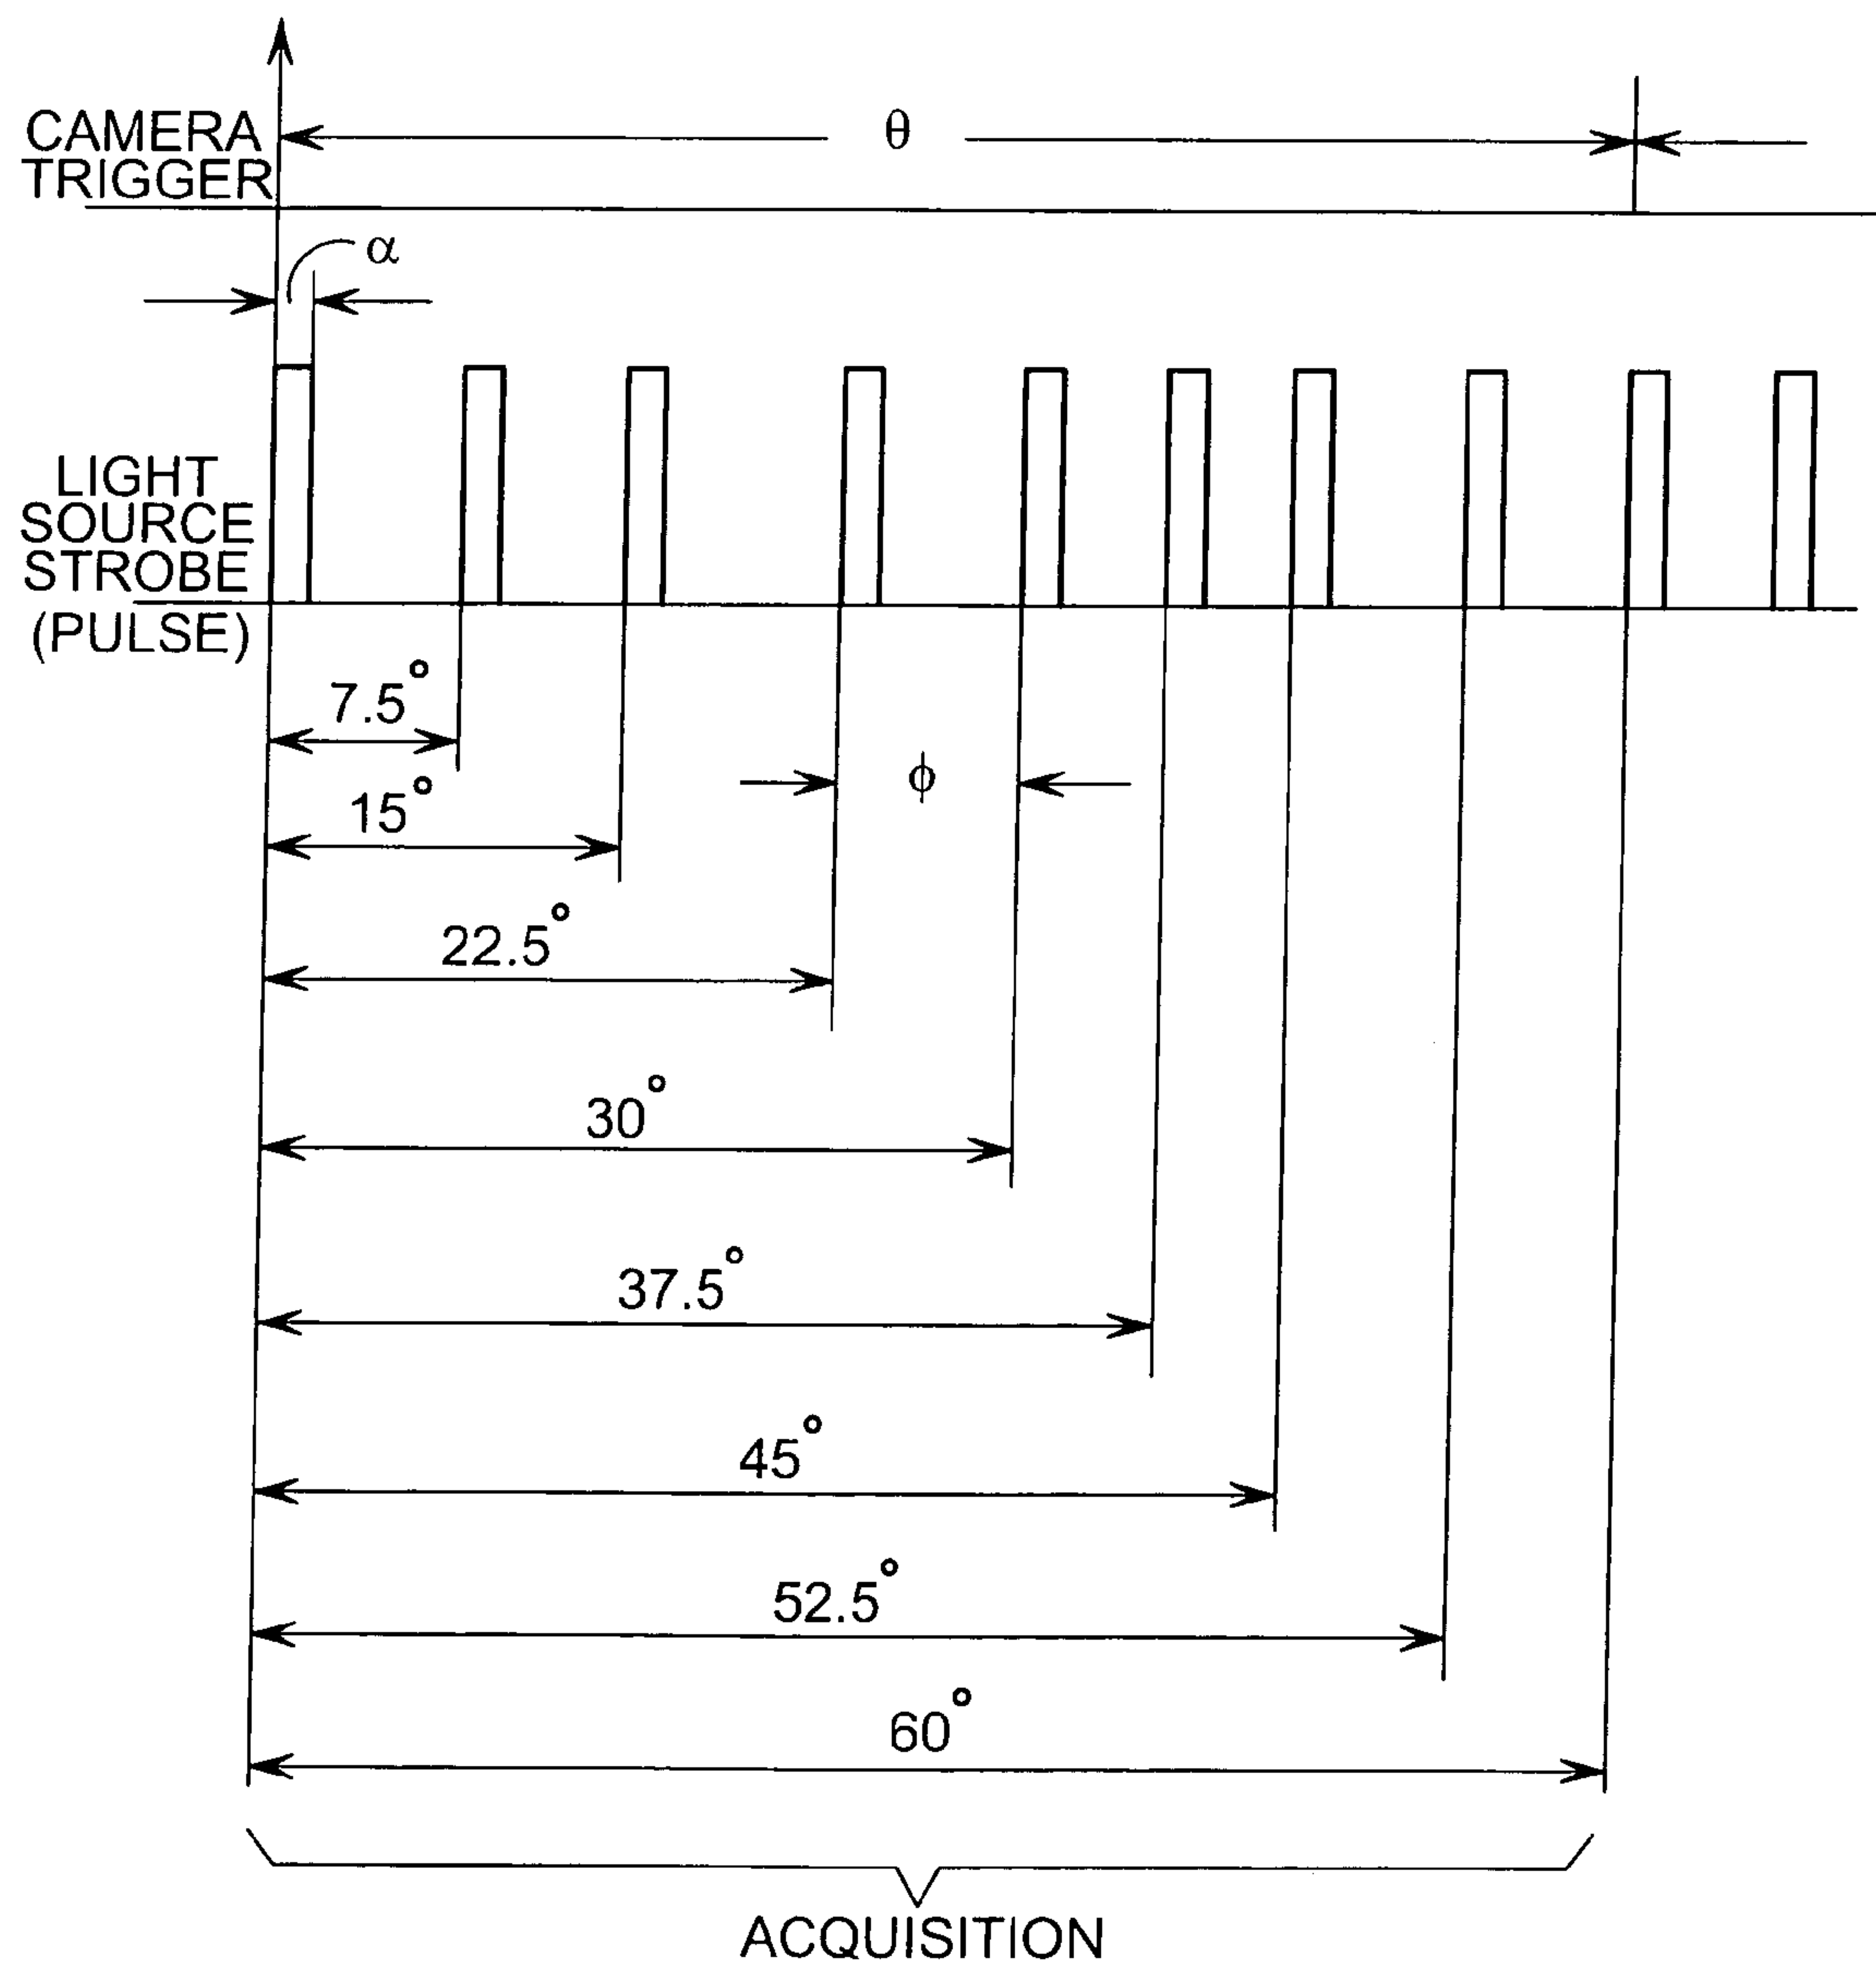 CAMERA
TRIGGER
θ
α
LIGHT
SOURCE
STROBE
(PULSE)
7.5°
ϕ
15°
22.5°
30°
37.5°
45°
52.5°
60°
ACQUISITION